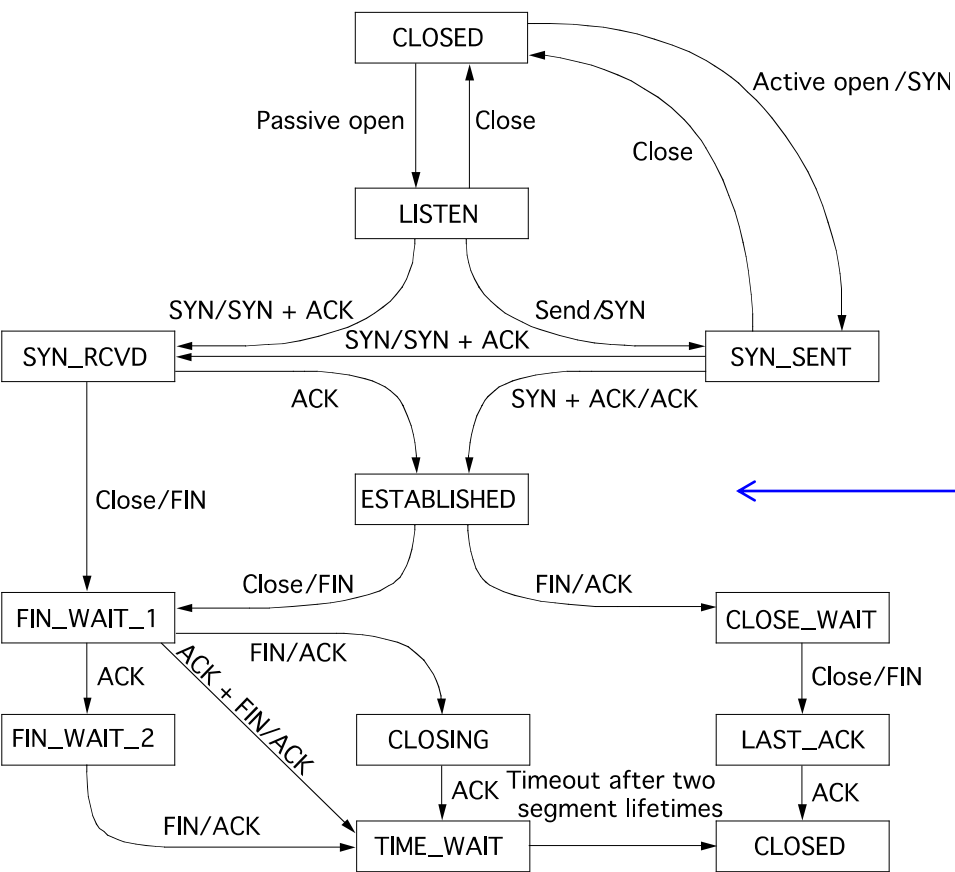 CLOSED
Active open /SYN
Passive open
Close
Close
LISTEN
SYN/SYN + ACK
Send/SYN
SYN/SYN + ACK
SYN_RCVD
SYN_SENT
ACK
SYN + ACK/ACK
Close/FIN
ESTABLISHED
Close/FIN
FIN/ACK
FIN_WAIT_1
CLOSE_WAIT
FIN/ACK
ACK
ACK + FIN/ACK
Close/FIN
FIN_WAIT_2
CLOSING
LAST_ACK
ACK
Timeout after two
segment lifetimes
ACK
FIN/ACK
TIME_WAIT
CLOSED